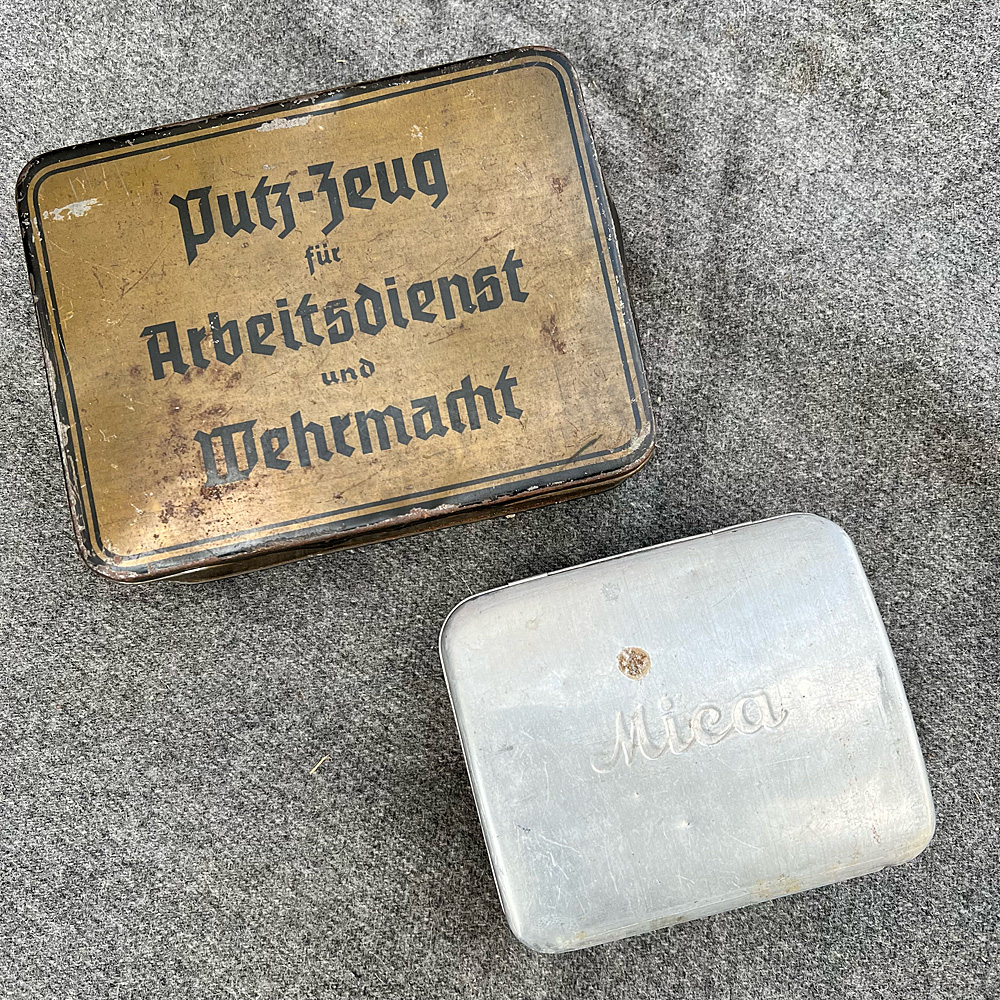 Putz-Zeug
für
Arbeitsdienst
und
Wehrmacht
Mica